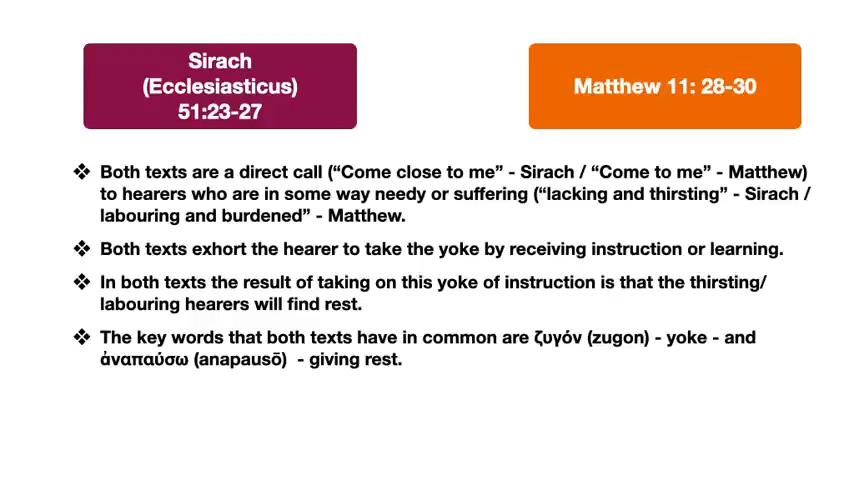 Sirach
(Ecclesiasticus)
51:23-27
Matthew 11: 28-30
❖ Both texts are a direct call (“Come close to me” - Sirach / “Come to me” - Matthew)
to hearers who are in some way needy or suffering (“lacking and thirsting” - Sirach /
labouring and burdened” - Matthew.
❖ Both texts exhort the hearer to take the yoke by receiving instruction or learning.
❖ In both texts the result of taking on this yoke of instruction is that the thirsting/
labouring hearers will find rest.
❖ The key words that both texts have in common are ζυγόν (zugon) - yoke - and
ἀναπαύσω (anapausō)  - giving rest.